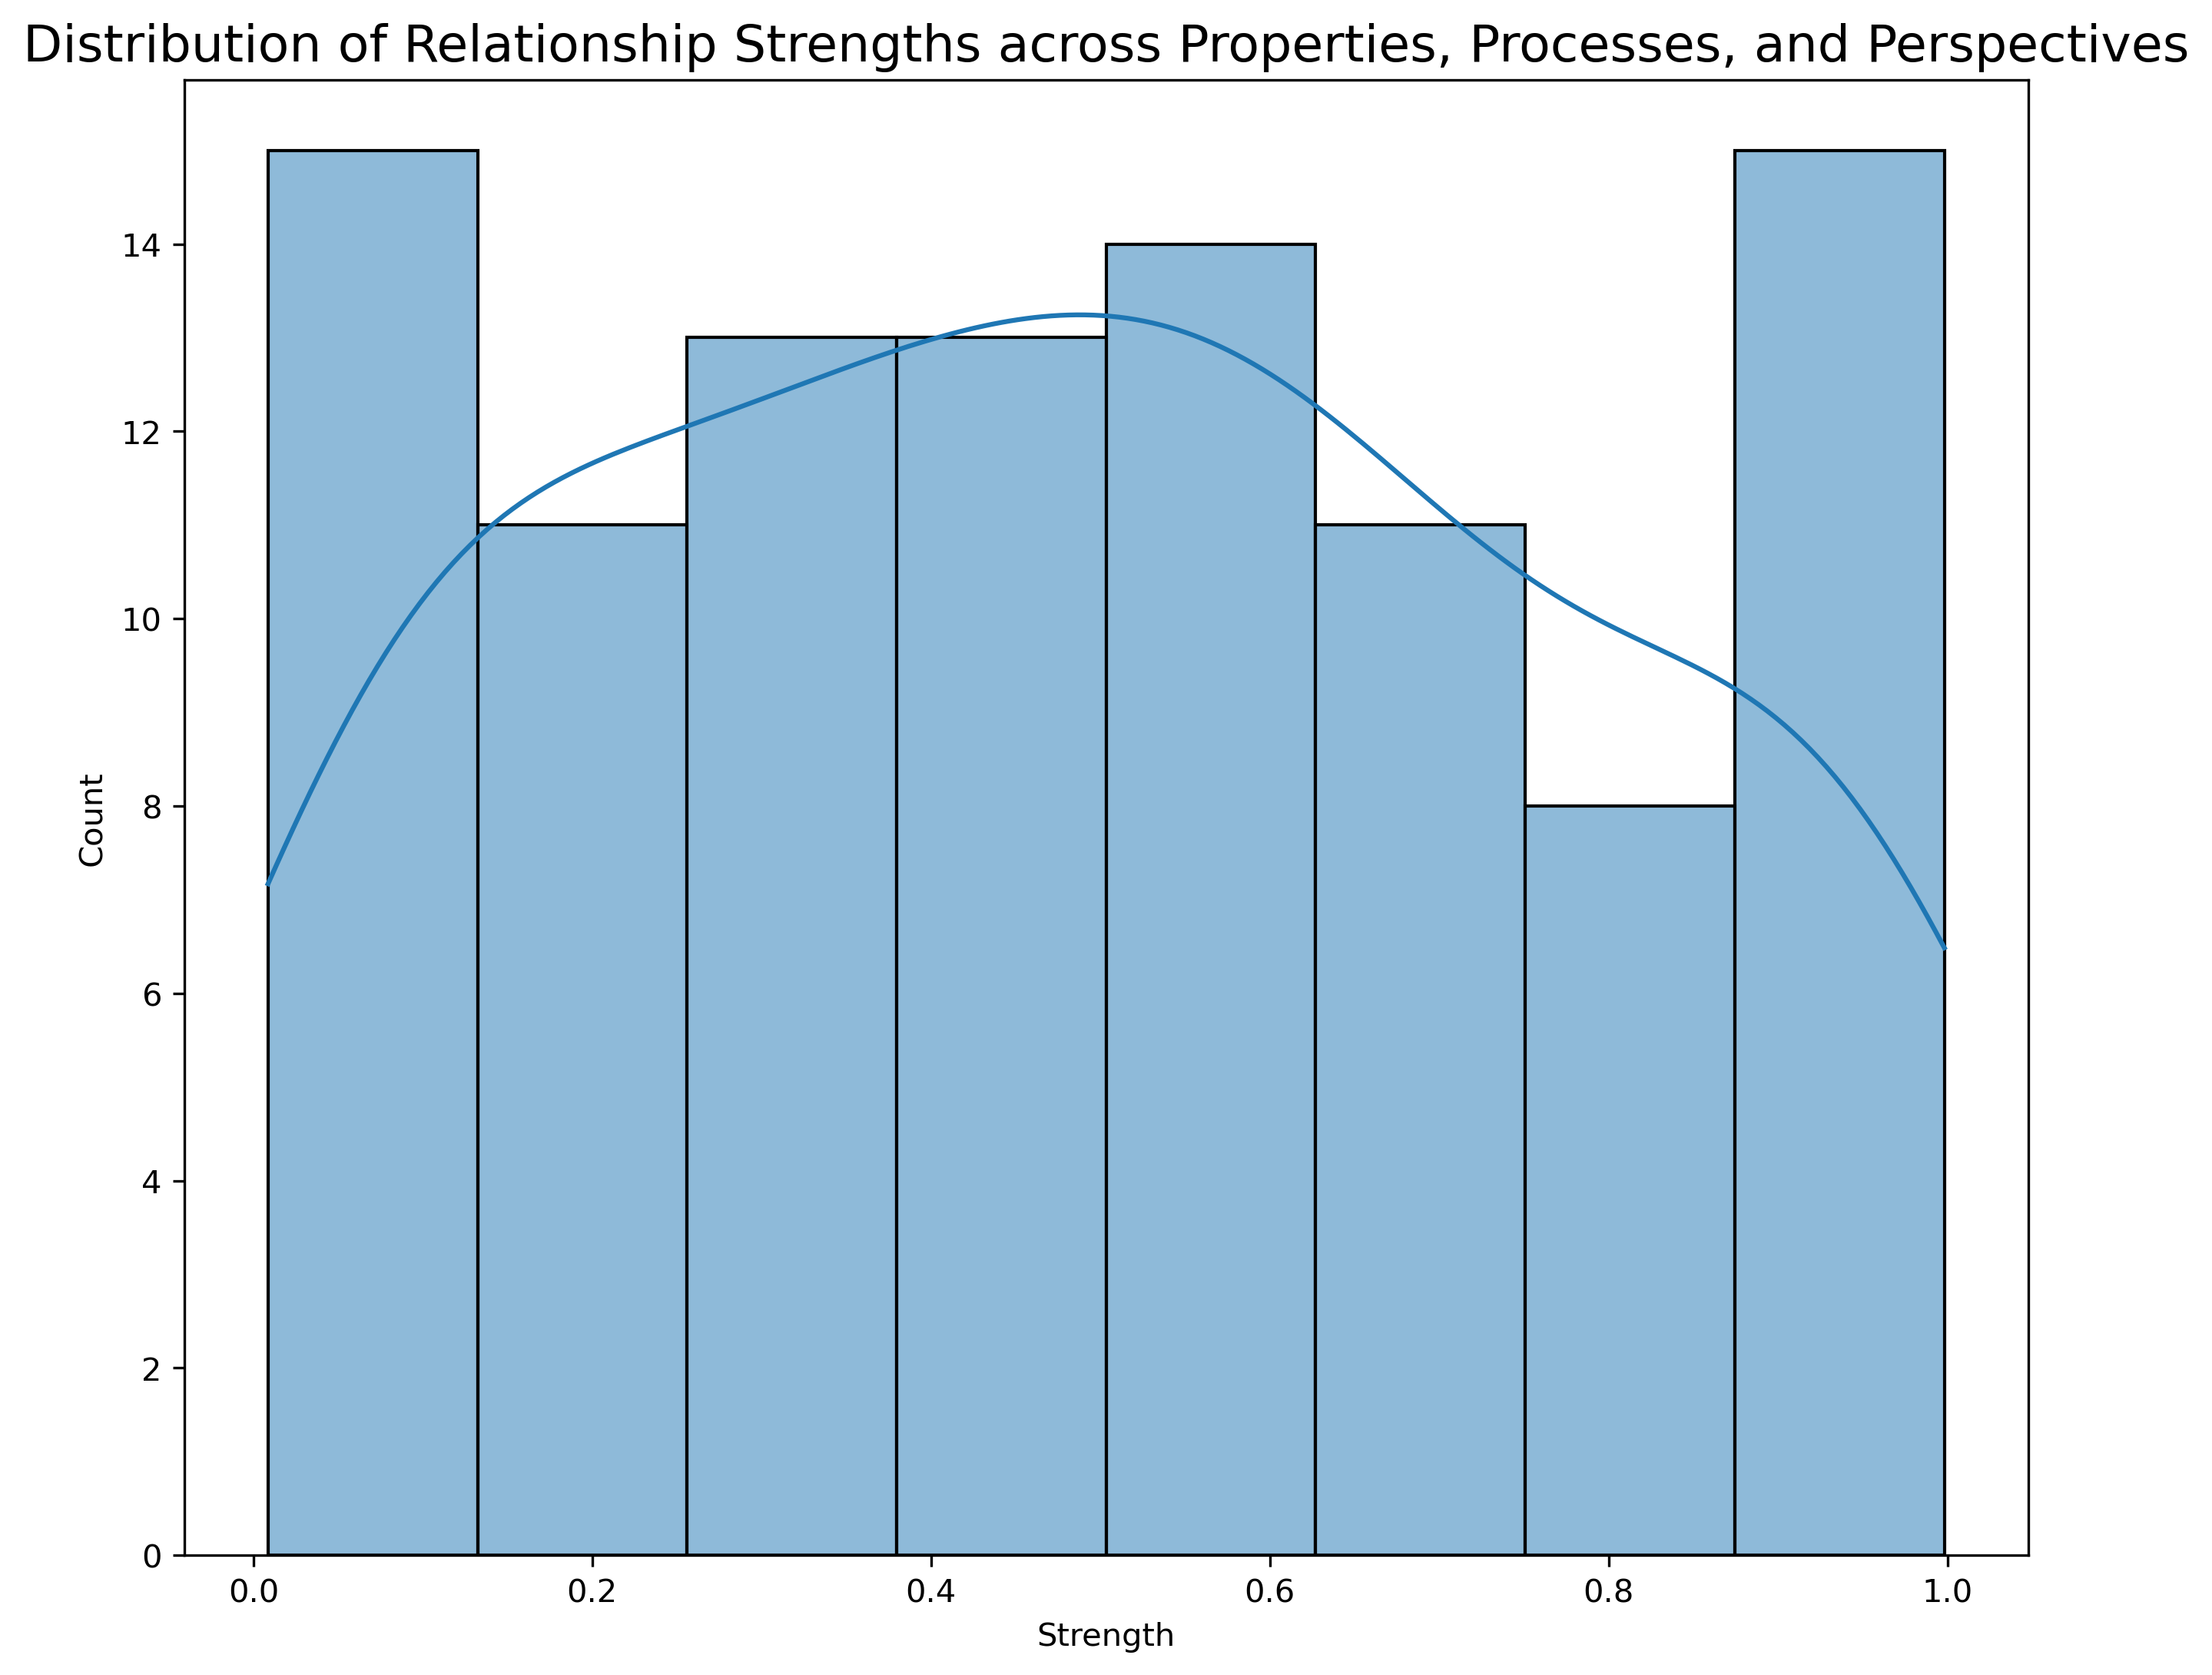 Distribution of Relationship Strengths across Properties, Processes, and Perspectives
14
12
10
8
6
4
2
0
Count
0.0 0.2 0.4 0.6 0.8 1.0
Strength